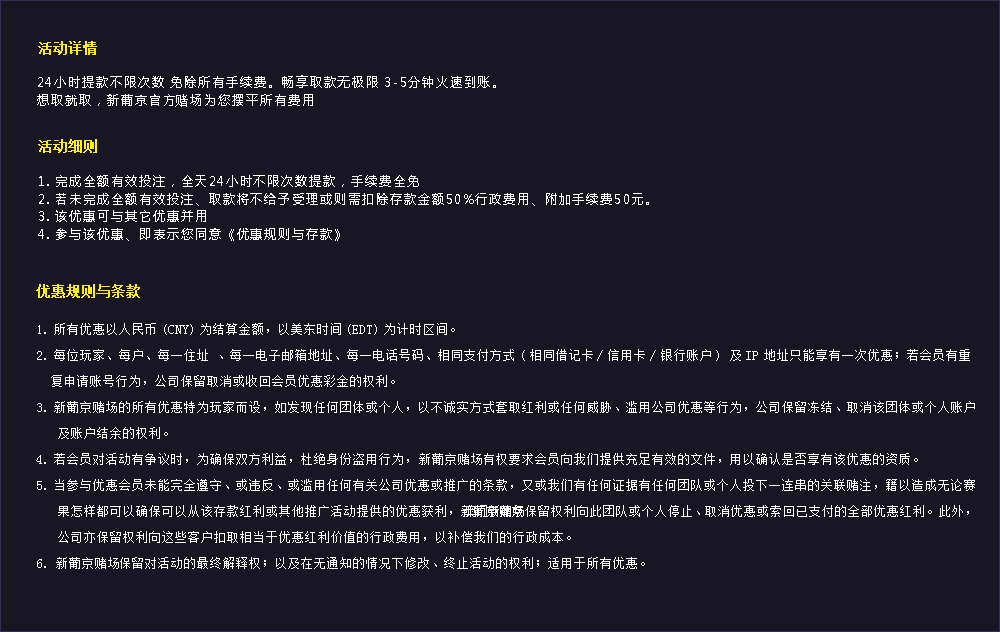 活动详情
24小时提款不限次数 免除所有手续费。畅享取款无极限 3-5分钟火速到账。
想取就取，新葡京官方赌场为您摆平所有费用
活动细则
1. 完成全额有效投注，全天24小时不限次数提款，手续费全免
2. 若未完成全额有效投注、取款将不给予受理或则需扣除存款金额50%行政费用、附加手续费50元。
3. 该优惠可与其它优惠并用
4. 参与该优惠、即表示您同意《优惠规则与存款》
优惠规则与条款
1. 所有优惠以人民币 (CNY) 为结算金额，以美东时间 (EDT) 为计时区间。
2. 每位玩家、每户、每一住址 、每一电子邮箱地址、每一电话号码、相同支付方式 ( 相同借记卡 / 信用卡 / 银行账户 ) 及 IP 地址只能享有一次优惠；若会员有重
复申请账号行为，公司保留取消或收回会员优惠彩金的权利。
3. 新葡京赌场的所有优惠特为玩家而设，如发现任何团体或个人，以不诚实方式套取红利或任何威胁、滥用公司优惠等行为，公司保留冻结、取消该团体或个人账户
及账户结余的权利。
4. 若会员对活动有争议时，为确保双方利益，杜绝身份盗用行为，新葡京赌场有权要求会员向我们提供充足有效的文件，用以确认是否享有该优惠的资质。
5. 当参与优惠会员未能完全遵守、或违反、或滥用任何有关公司优惠或推广的条款，又或我们有任何证据有任何团队或个人投下一连串的关联赌注，籍以造成无论赛
果怎样都可以确保可以从该存款红利或其他推广活动提供的优惠获利，保留权利向此团队或个人停止、取消优惠或索回已支付的全部优惠红利。此外，
公司亦保留权利向这些客户扣取相当于优惠红利价值的行政费用，以补偿我们的行政成本。
6. 新葡京赌场保留对活动的最终解释权；以及在无通知的情况下修改、终止活动的权利；适用于所有优惠。